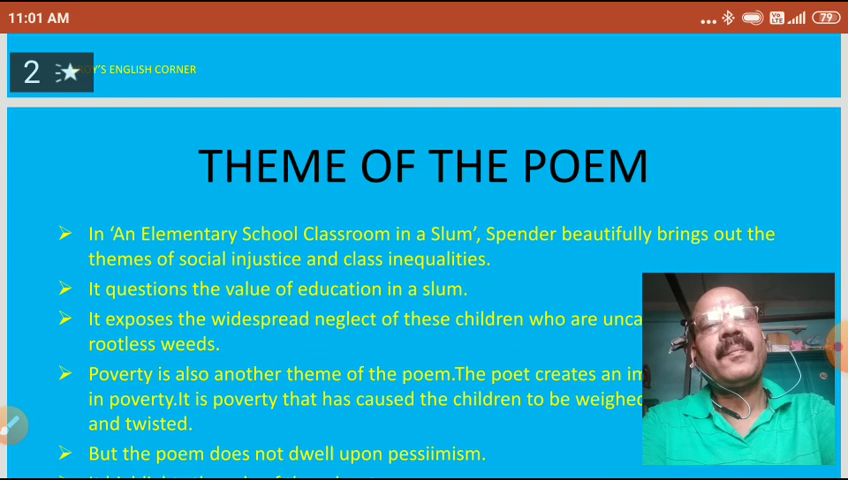 11:01 AM
79
2
Y'S ENGLISH CORNER
THEME OF THE POEM
➢ In ‘An Elementary School Classroom in a Slum’, Spender beautifully brings out the
themes of social injustice and class inequalities.
➢ It questions the value of education in a slum.
➢ It exposes the widespread neglect of these children who are
rootless weeds.
➢ Poverty is also another theme of the poem.The poet creates an
in poverty.It is poverty that has caused the children to be
and twisted.
➢ But the poem does not dwell upon pessiimism.